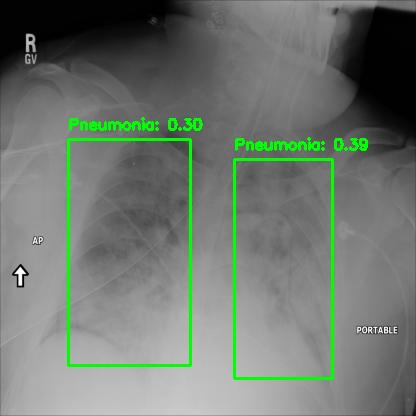 R
GV
Pneumonia: 0.30
Pneumonia: 0.39
AP
PORTABLE